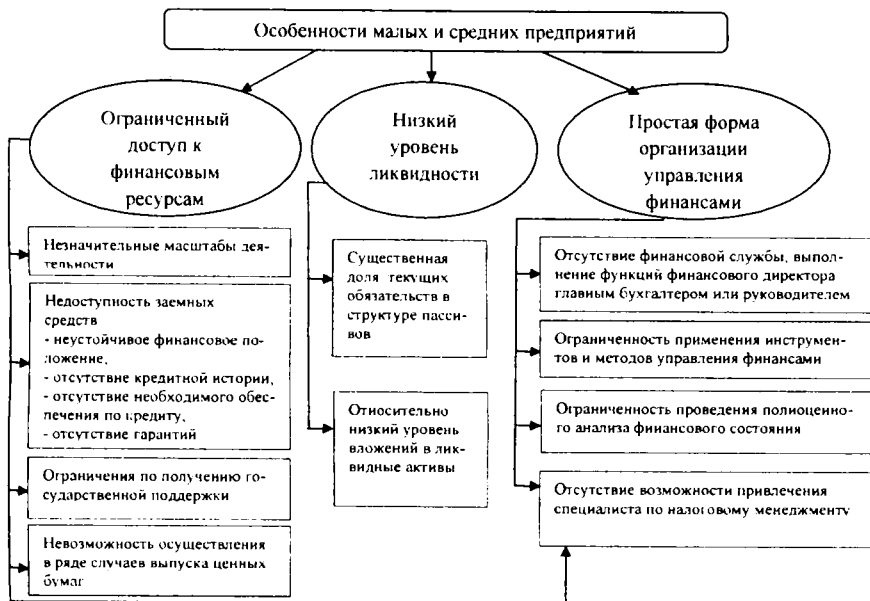 Особенности малых и средних предприятий
Ограниченный
доступ к
финансовым
ресурсам
Незначительные масштабы дея-
тельности
Недоступность заемных
средств
- неустойчивое финансовое по-
ложение,
- отсутствие кредитной истории,
- отсутствие необходимого обес-
печения по кредиту,
- отсутствие гарантий
Ограничения по получению го-
сударственной поддержки
Невозможность осуществления
в ряде случаев выпуска ценных
бумаг
Низкий
уровень
ликвидности
Существенная
доля текущих
обязательств в
структуре пасси-
вов
Относительно
низкий уровень
вложений в лик-
видные активы
Простая форма
организации
управления
финансами
Отсутствие финансовой службы, выпол-
нение функций финансового директора
главным бухгалтером или руководителем
Ограниченность применения инструмен-
тов и методов управления финансами
Ограниченность проведения полиоценно-
го анализа финансового состояния
Отсутствие возможности привлечения
специалиста по налоговому менеджменту